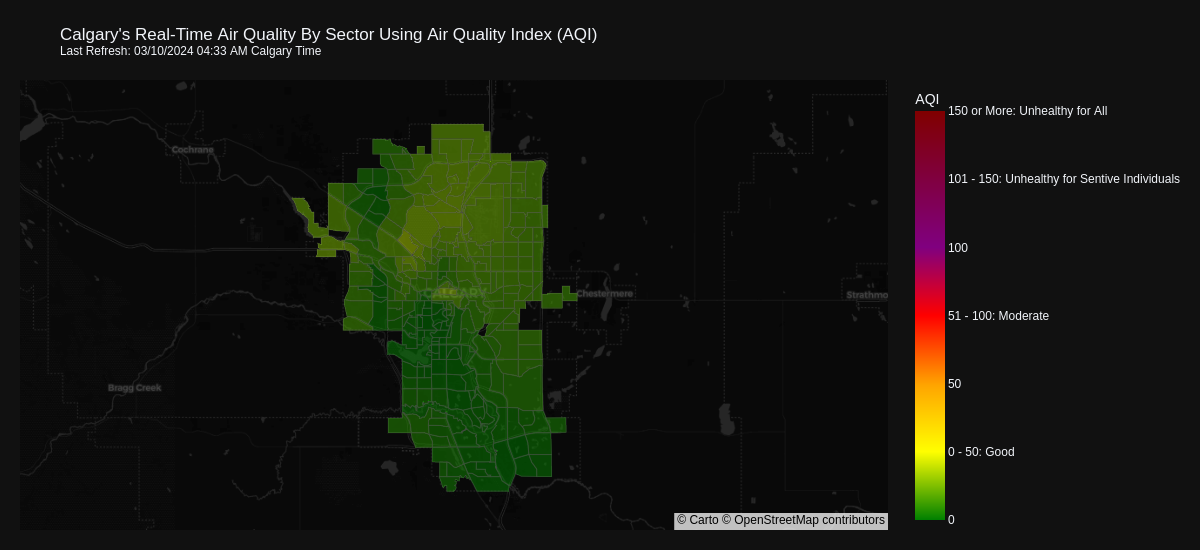 Calgary's Real-Time Air Quality By Sector Using Air Quality Index (AQI)
Last Refresh: 03/10/2024 04:33 AM Calgary Time
AQI
150 or More: Unhealthy for All
Cochrane
101 - 150: Unhealthy for Sentive Individuals
100
CALGARY
Chestermere
Strathmo
51 - 100: Moderate
Bragg Creek
50
0 - 50: Good
0
© Carto © OpenStreetMap contributors